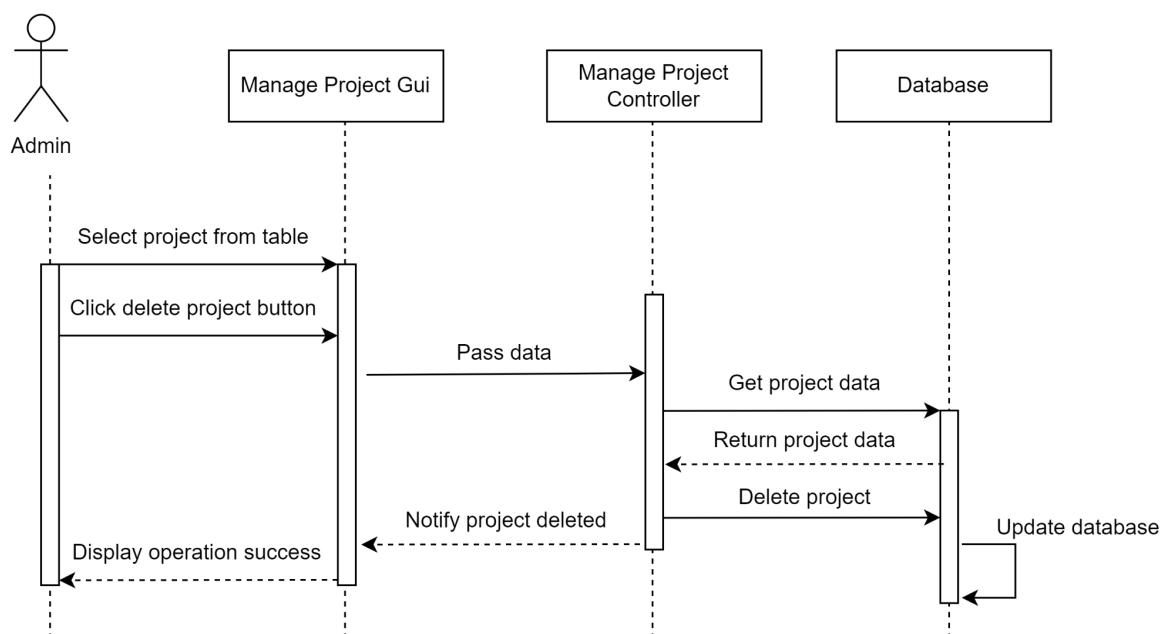 Manage Project Gui
Manage Project
Controller
Database
Admin
Select project from table
Click delete project button
Pass data
Get project data
Return project data
Delete project
Notify project deleted
Update database
Display operation success